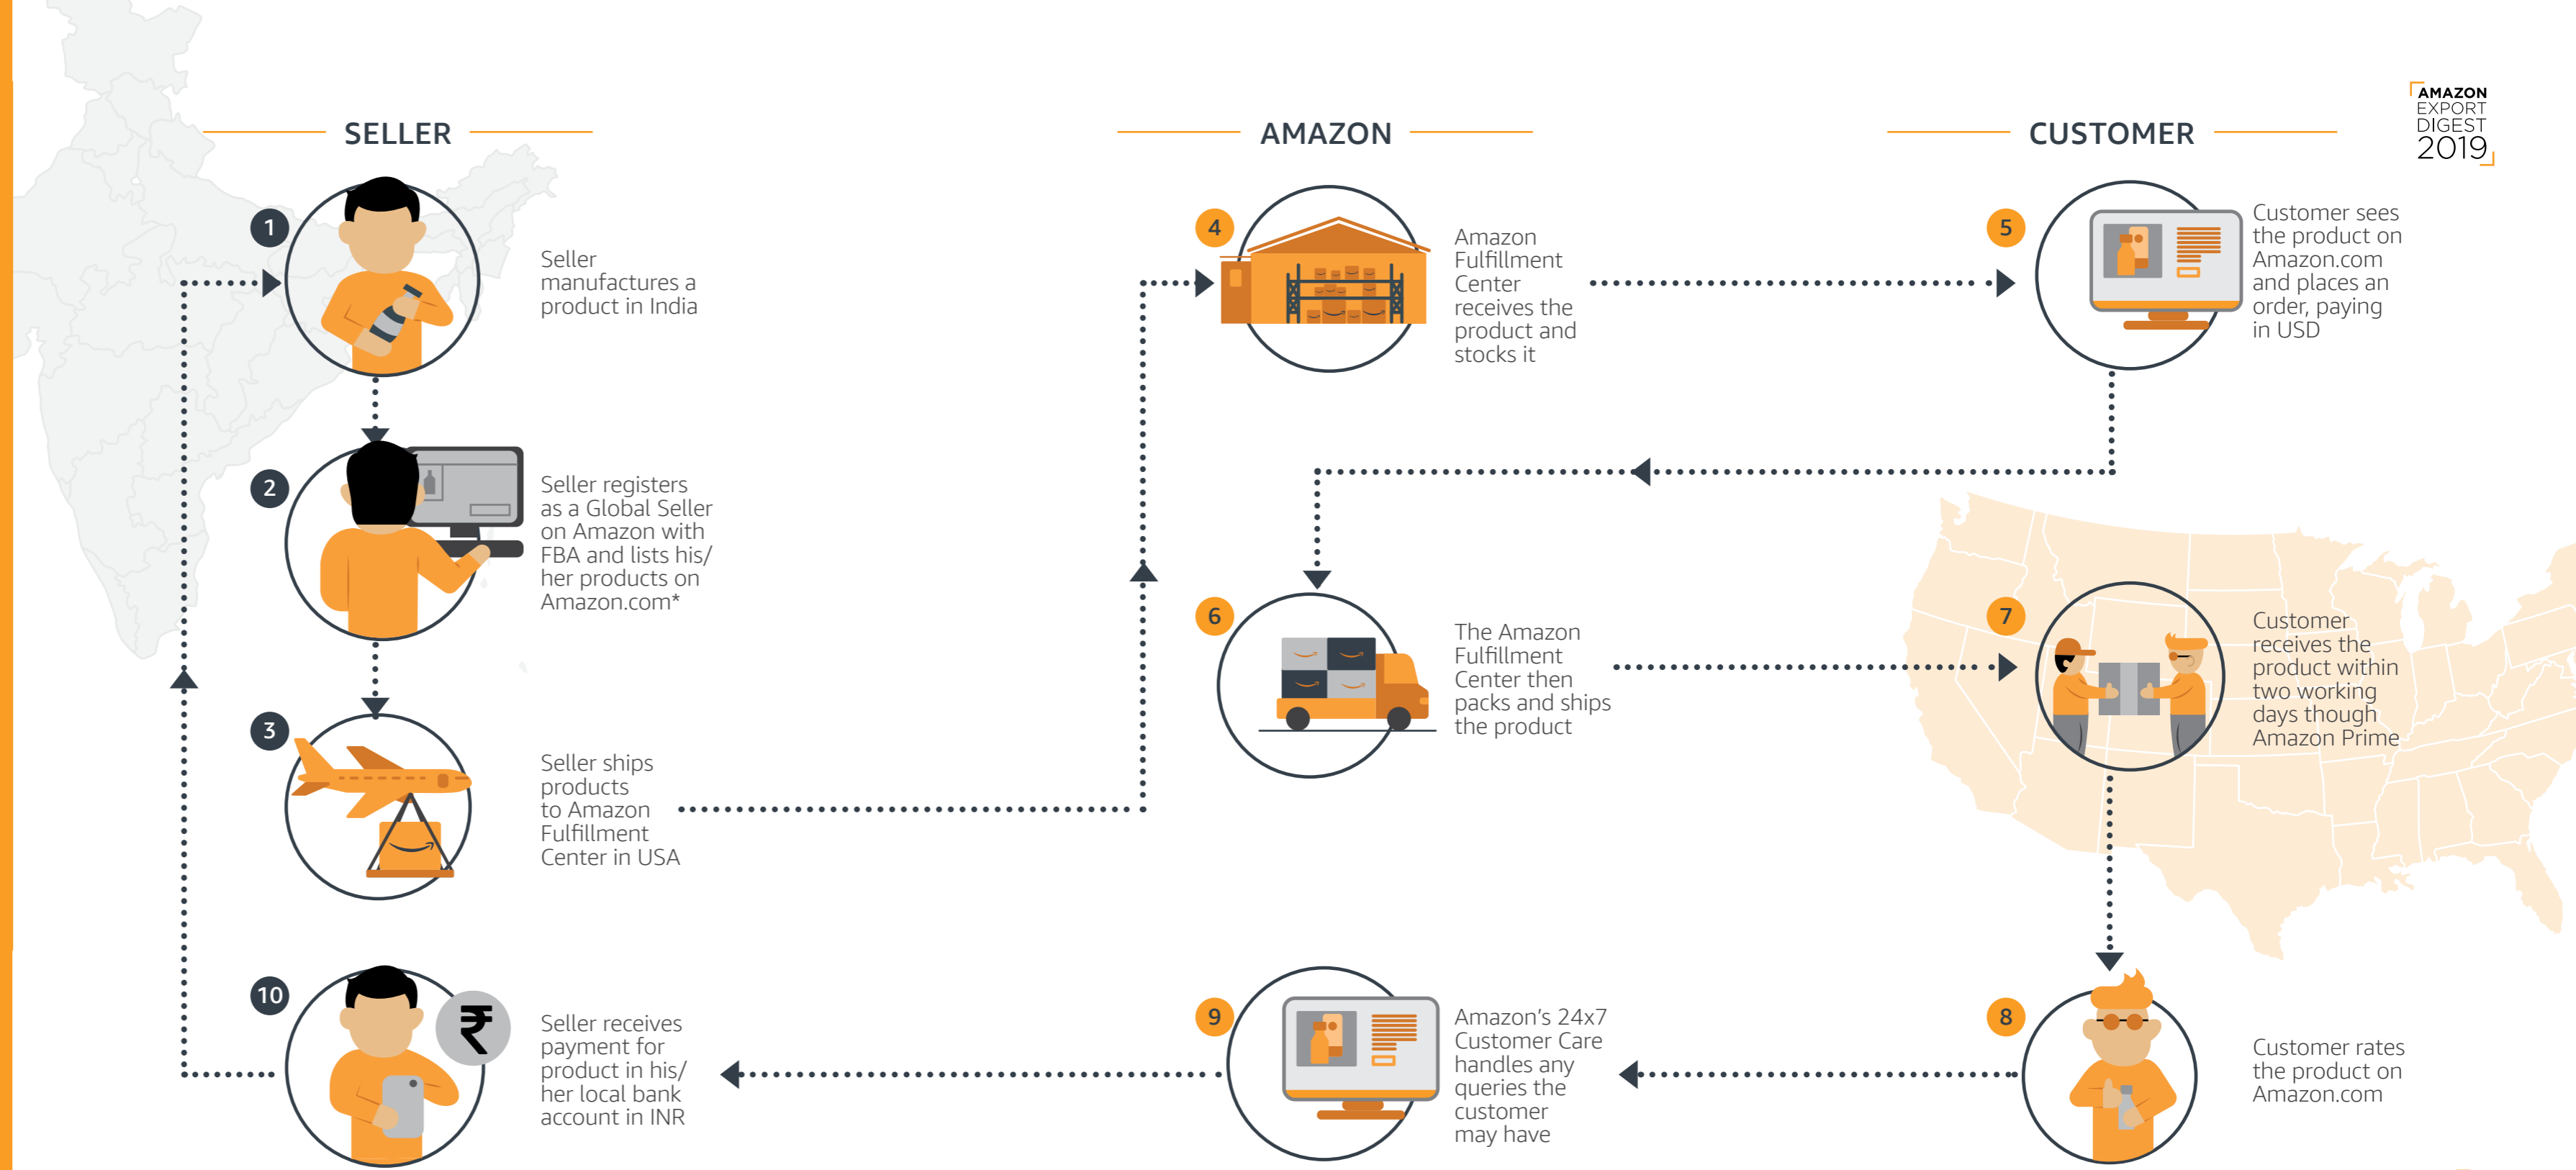 AMAZON
EXPORT
DIGEST
2019
SELLER
AMAZON
CUSTOMER
1
Seller
manufactures a
product in India
2
Seller registers
as a Global Seller
on Amazon with
FBA and lists his/
her products on
Amazon.com*
3
Seller ships
products
to Amazon
Fulfillment
Center in USA
4
Amazon
Fulfillment
Center
receives the
product and
stocks it
5
Customer sees
the product on
Amazon.com
and places an
order, paying
in USD
6
The Amazon
Fulfillment
Center then
packs and ships
the product
7
Customer
receives the
product within
two working
days though
Amazon Prime
8
Customer rates
the product on
Amazon.com
9
Amazon’s 24x7
Customer Care
handles any
queries the
customer
may have
10
₹
Seller receives
payment for
product in his/
her local bank
account in INR